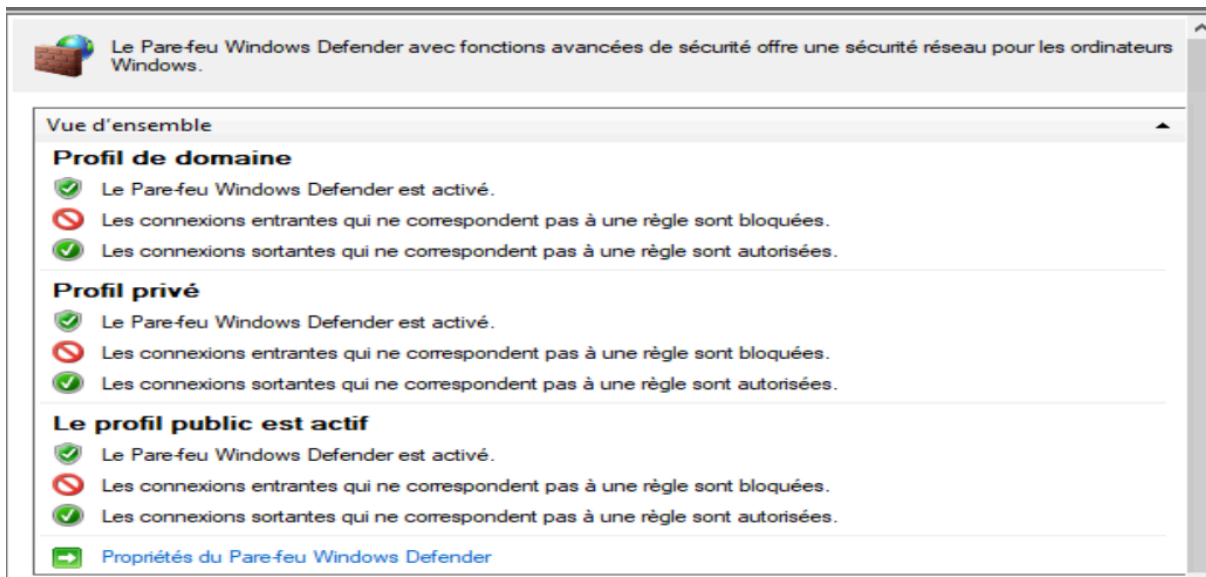 Le Pare-feu Windows Defender avec fonctions avancées de sécurité offre une sécurité réseau pour les ordinateurs
Windows.
Vue d'ensemble
Profil de domaine
Le Pare-feu Windows Defender est activé.
Les connexions entrantes qui ne correspondent pas à une règle sont bloquées.
Les connexions sortantes qui ne correspondent pas à une règle sont autorisées.
Profil privé
Le Pare-feu Windows Defender est activé.
Les connexions entrantes qui ne correspondent pas à une règle sont bloquées.
Les connexions sortantes qui ne correspondent pas à une règle sont autorisées.
Le profil public est actif
Le Pare-feu Windows Defender est activé.
Les connexions entrantes qui ne correspondent pas à une règle sont bloquées.
Les connexions sortantes qui ne correspondent pas à une règle sont autorisées.
Propriétés du Pare-feu Windows Defender